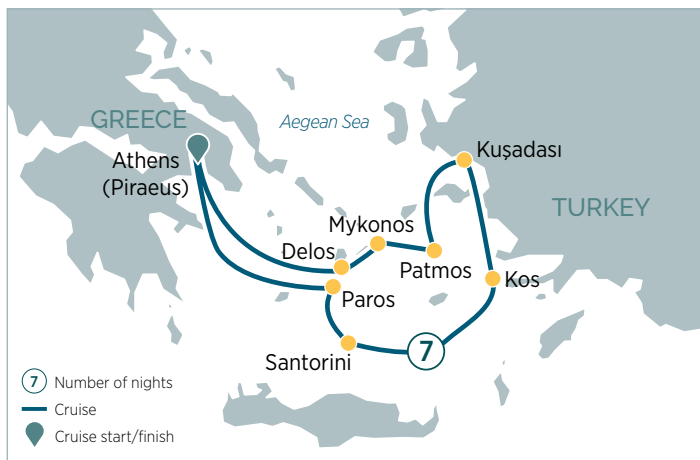 GREECE
Aegean Sea
Athens
(Piraeus)
Kuşadası
TURKEY
Mykonos
Delos
Patmos
Kos
Paros
Santorini
7
7 Number of nights
Cruise
Cruise start/finish